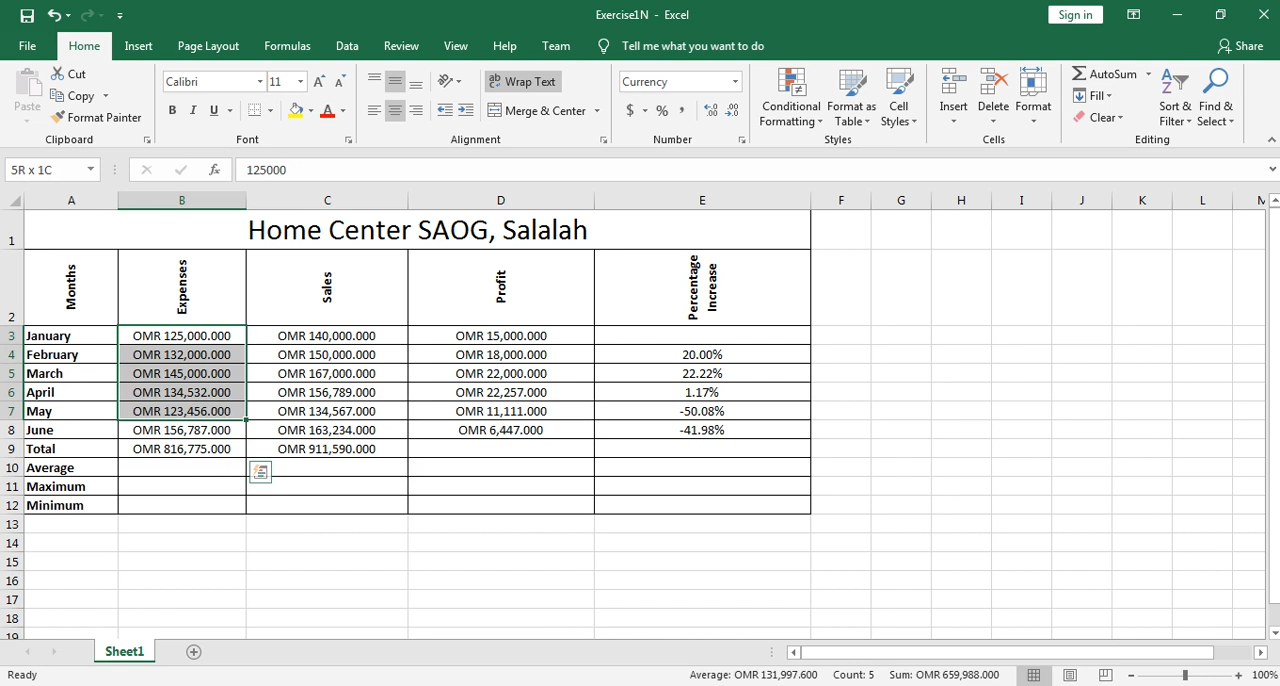 Exercise1N - Excel
Sign in
File Home Insert Page Layout Formulas Data Review View Help Team Tell me what you want to do Share
Paste
Cut
Copy
Format Painter
Clipboard
Calibri 11
B I U
Font
Wrap Text
Merge & Center
Alignment
Currency
$ % ,
Number
Conditional Formatting
Format as Table
Cell Styles
Styles
Insert Delete Format
Cells
AutoSum
Fill
Clear
Sort & Filter
Find & Select
Editing
5R x 1C fx 125000
A B C D E F G H I J K L M
1 Home Center SAOG, Salalah
2 Months Expenses Sales Profit Percentage Increase
3 January OMR 125,000.000 OMR 140,000.000 OMR 15,000.000
4 February OMR 132,000.000 OMR 150,000.000 OMR 18,000.000 20.00%
5 March OMR 145,000.000 OMR 167,000.000 OMR 22,000.000 22.22%
6 April OMR 134,532.000 OMR 156,789.000 OMR 22,257.000 1.17%
7 May OMR 123,456.000 OMR 134,567.000 OMR 11,111.000 -50.08%
8 June OMR 156,787.000 OMR 163,234.000 OMR 6,447.000 -41.98%
9 Total OMR 816,775.000 OMR 911,590.000
10 Average
11 Maximum
12 Minimum
13
14
15
16
17
18
19
Sheet1
Ready Average: OMR 131,997.600 Count: 5 Sum: OMR 659,988.000 100%